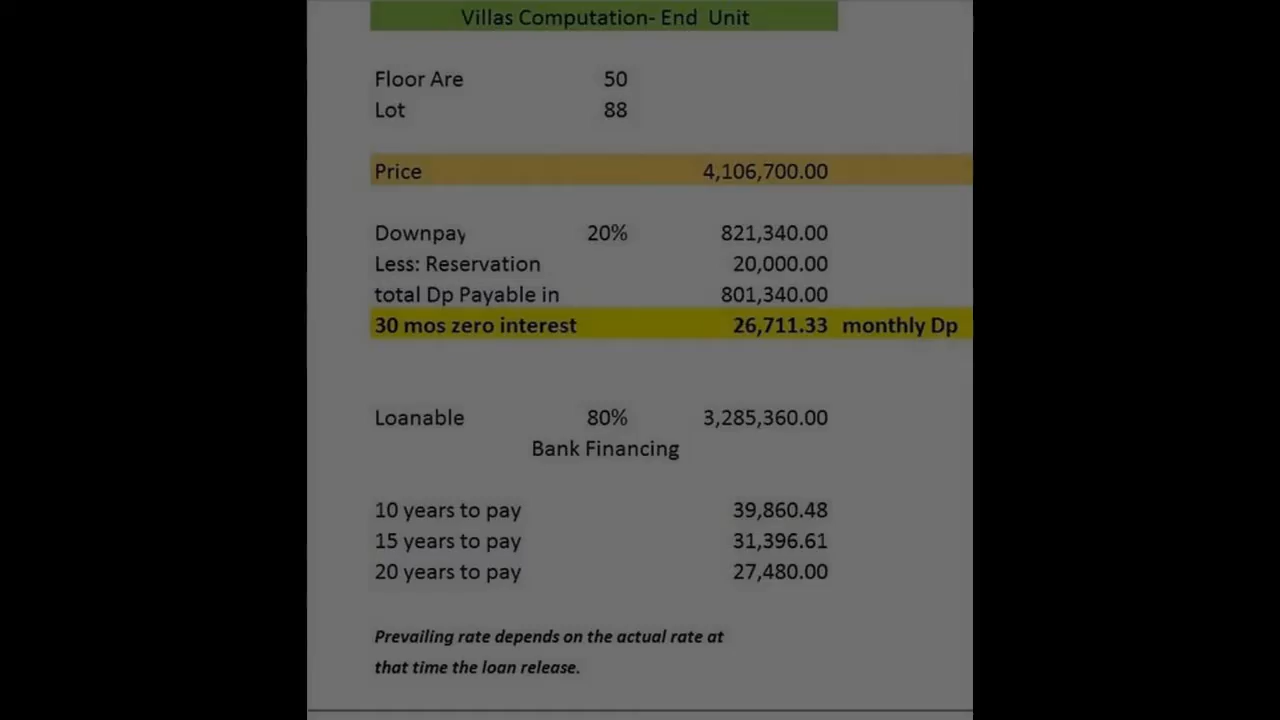 Villas Computation- End Unit
Floor Are 50
Lot 88
Price 4,106,700.00
Downpay 20% 821,340.00
Less: Reservation 20,000.00
total Dp Payable in 801,340.00
30 mos zero interest 26,711.33 monthly Dp
Loanable 80% 3,285,360.00
Bank Financing
10 years to pay 39,860.48
15 years to pay 31,396.61
20 years to pay 27,480.00
Prevailing rate depends on the actual rate at
that time the loan release.